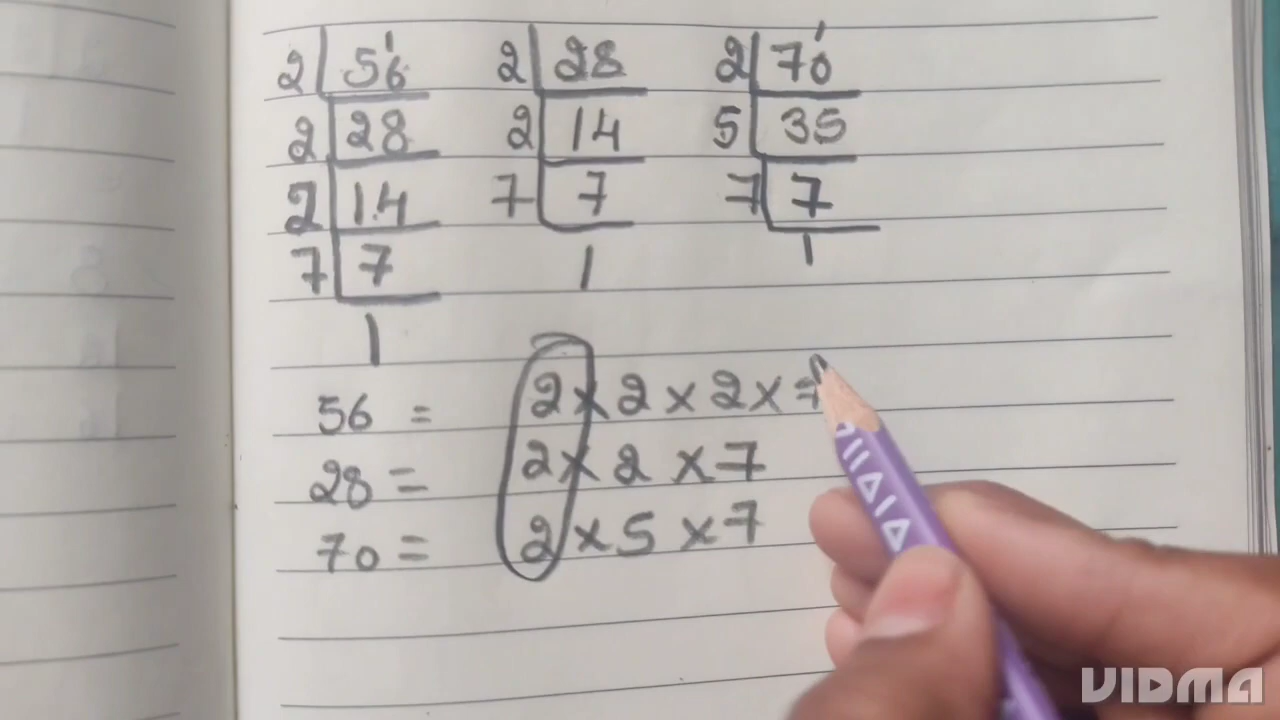 2 56 2 28 2 70
2 28 2 14 5 35
2 14 7 7 7 7
7 7 1 1
1
56 = 2 × 2 × 2 × 7
28 = 2 × 2 × 7
70 = 2 × 5 × 7
VIDMA